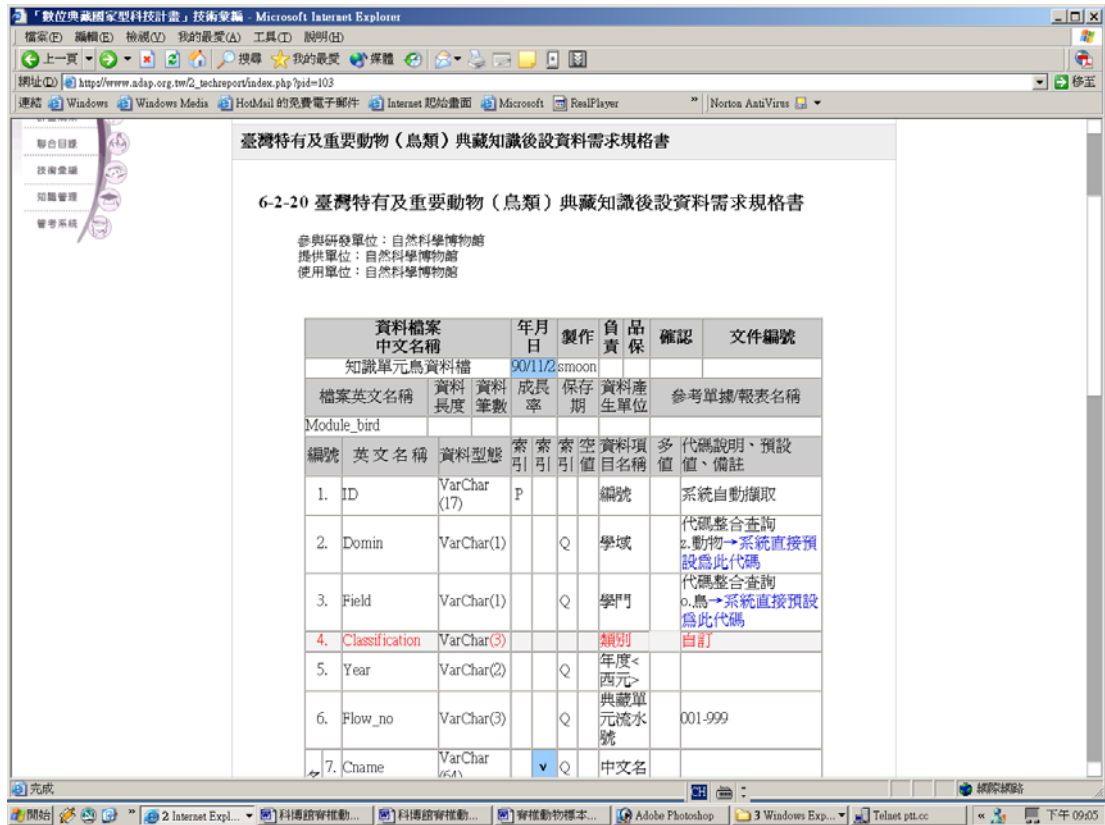 「數位典藏國家型科技計畫」技術彙編 - Microsoft Internet Explorer
檔案(F) 編輯(E) 檢視(V) 我的最愛(A) 工具(T) 說明(H)
上一頁 搜尋 我的最愛 媒體
網址(D) http://www.ndap.org.tw/2_techreport/index.php?pid=103 移至
連結 Windows Windows Media HotMail 的免費電子郵件 Internet 起始畫面 Microsoft RealPlayer » Norton AntiVirus
聯合目錄
技術彙編
知識管理
管考系統
臺灣特有及重要動物（鳥類）典藏知識後設資料需求規格書
6-2-20 臺灣特有及重要動物（鳥類）典藏知識後設資料需求規格書
參與研發單位：自然科學博物館
提供單位：自然科學博物館
使用單位：自然科學博物館
資料檔案中文名稱 年月日 製作 負責 品保 確認 文件編號
知識單元鳥資料檔 90/11/2 smoon
檔案英文名稱 資料長度 資料筆數 成長率 保存期 資料產生單位 參考單據/報表名稱
Module_bird
編號 英文名稱 資料型態 索引 索引 索引 空值 資料項目名稱 多值 代碼說明、預設值、備註
1. ID VarChar(17) P 編號 系統自動擷取
2. Domin VarChar(1) Q 學域 代碼整合查詢 z.動物→系統直接預設為此代碼
3. Field VarChar(1) Q 學門 代碼整合查詢 o.鳥→系統直接預設為此代碼
4. Classification VarChar(3) 類別 自訂
5. Year VarChar(2) Q 年度<西元>
6. Flow_no VarChar(3) Q 典藏單元流水號 001-999
7. Cname VarChar(64) v Q 中文名
完成 網際網路
開始 » 2 Internet Expl... 科博館脊椎動... 科博館脊椎動... 脊椎動物標本... Adobe Photoshop 3 Windows Exp... Telnet ptt.cc « 下午 09:05
CH